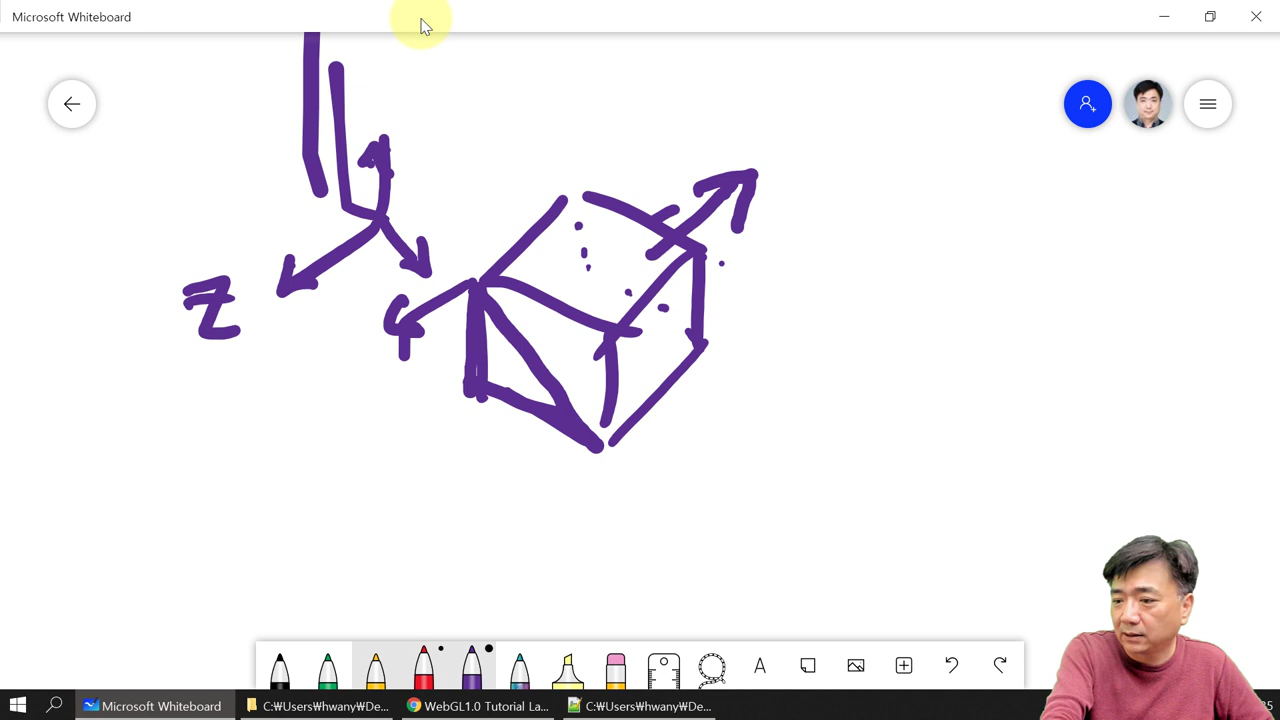 Microsoft Whiteboard
Z
A
Microsoft Whiteboard
C:₩Users₩hwany₩De...
WebGL1.0 Tutorial La...
C:₩Users₩hwany₩De...